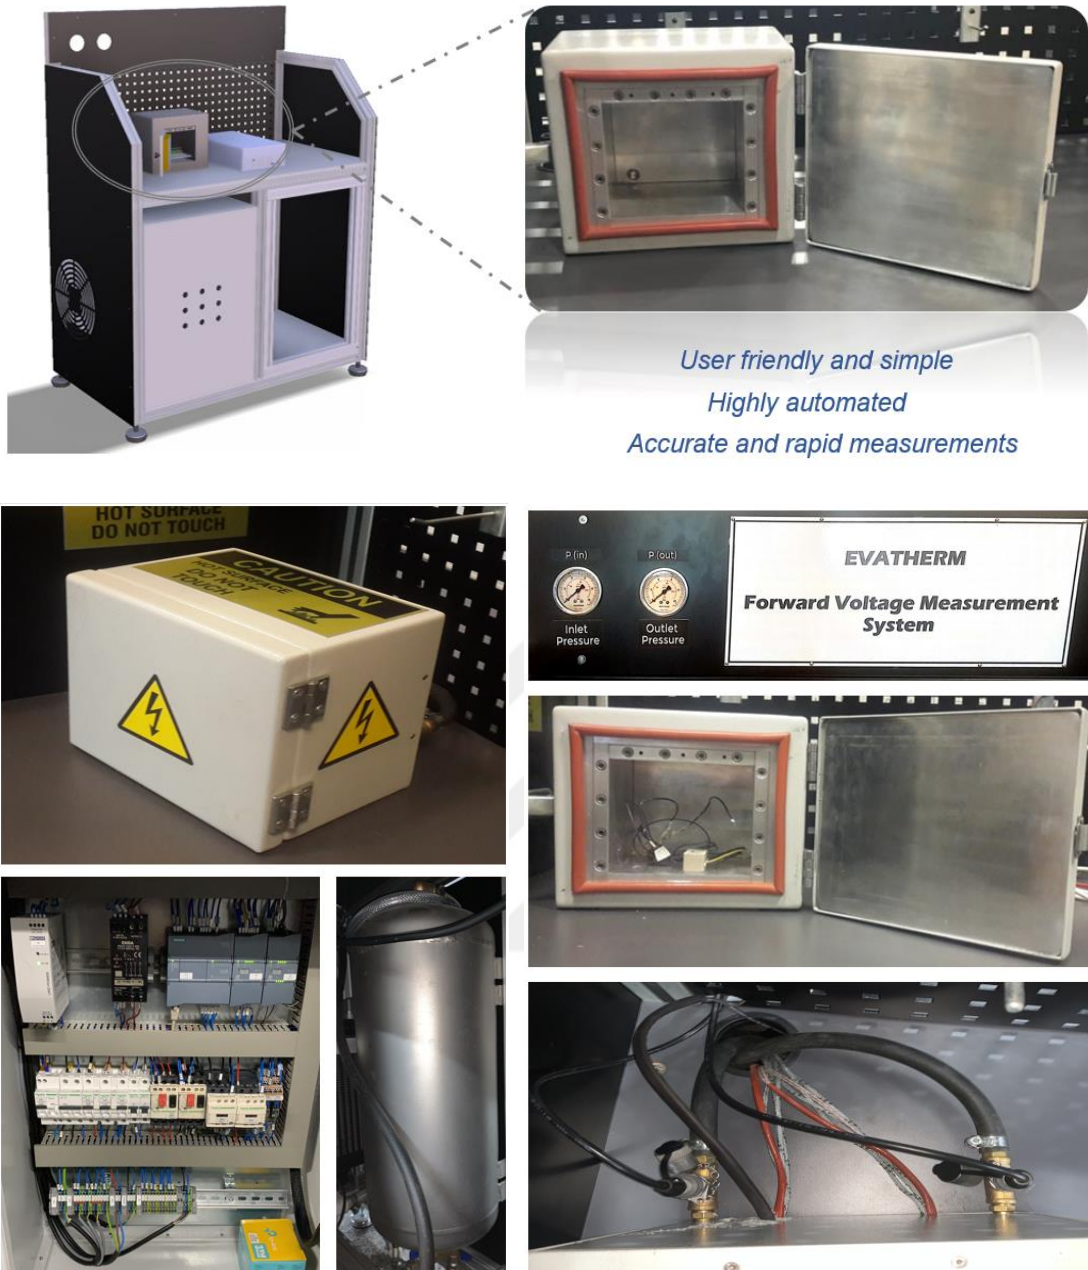 User friendly and simple
Highly automated
Accurate and rapid measurements
HOT SURFACE
DO NOT TOUCH
CAUTION
HOT SURFACE
DO NOT
TOUCH
P (in)
P (out)
Inlet
Pressure
Outlet
Pressure
EVATHERM
Forward Voltage Measurement
System